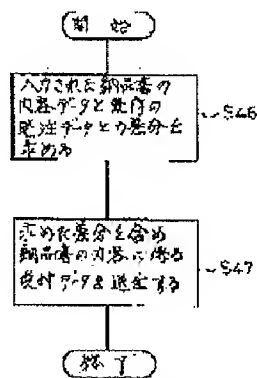 開始
入力された納品書の
内容データと先行の
発注データとの差分を
求める
S46
求めた差分を含め
納品書の内容に係る
受付データを送信する
S47
終了